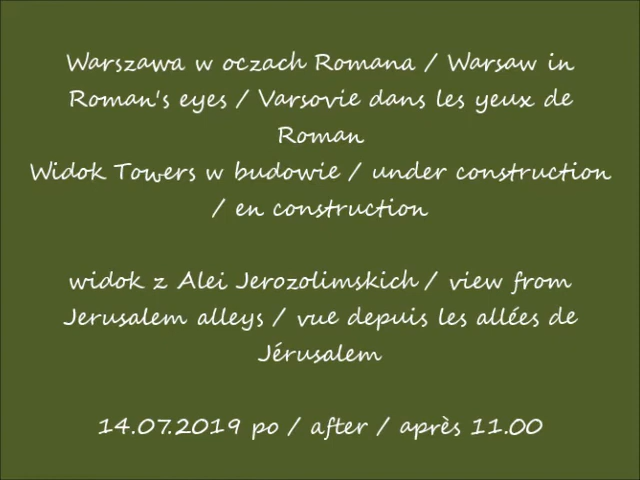 Warszawa w oczach Romana / Warsaw in
Roman's eyes / Varsovie dans les yeux de
Roman
Widok Towers w budowie / under construction
/ en construction
widok z Alei Jerozolimskich / view from
Jerusalem alleys / vue depuis les allées de
Jérusalem
14.07.2019 po / after / après 11.00